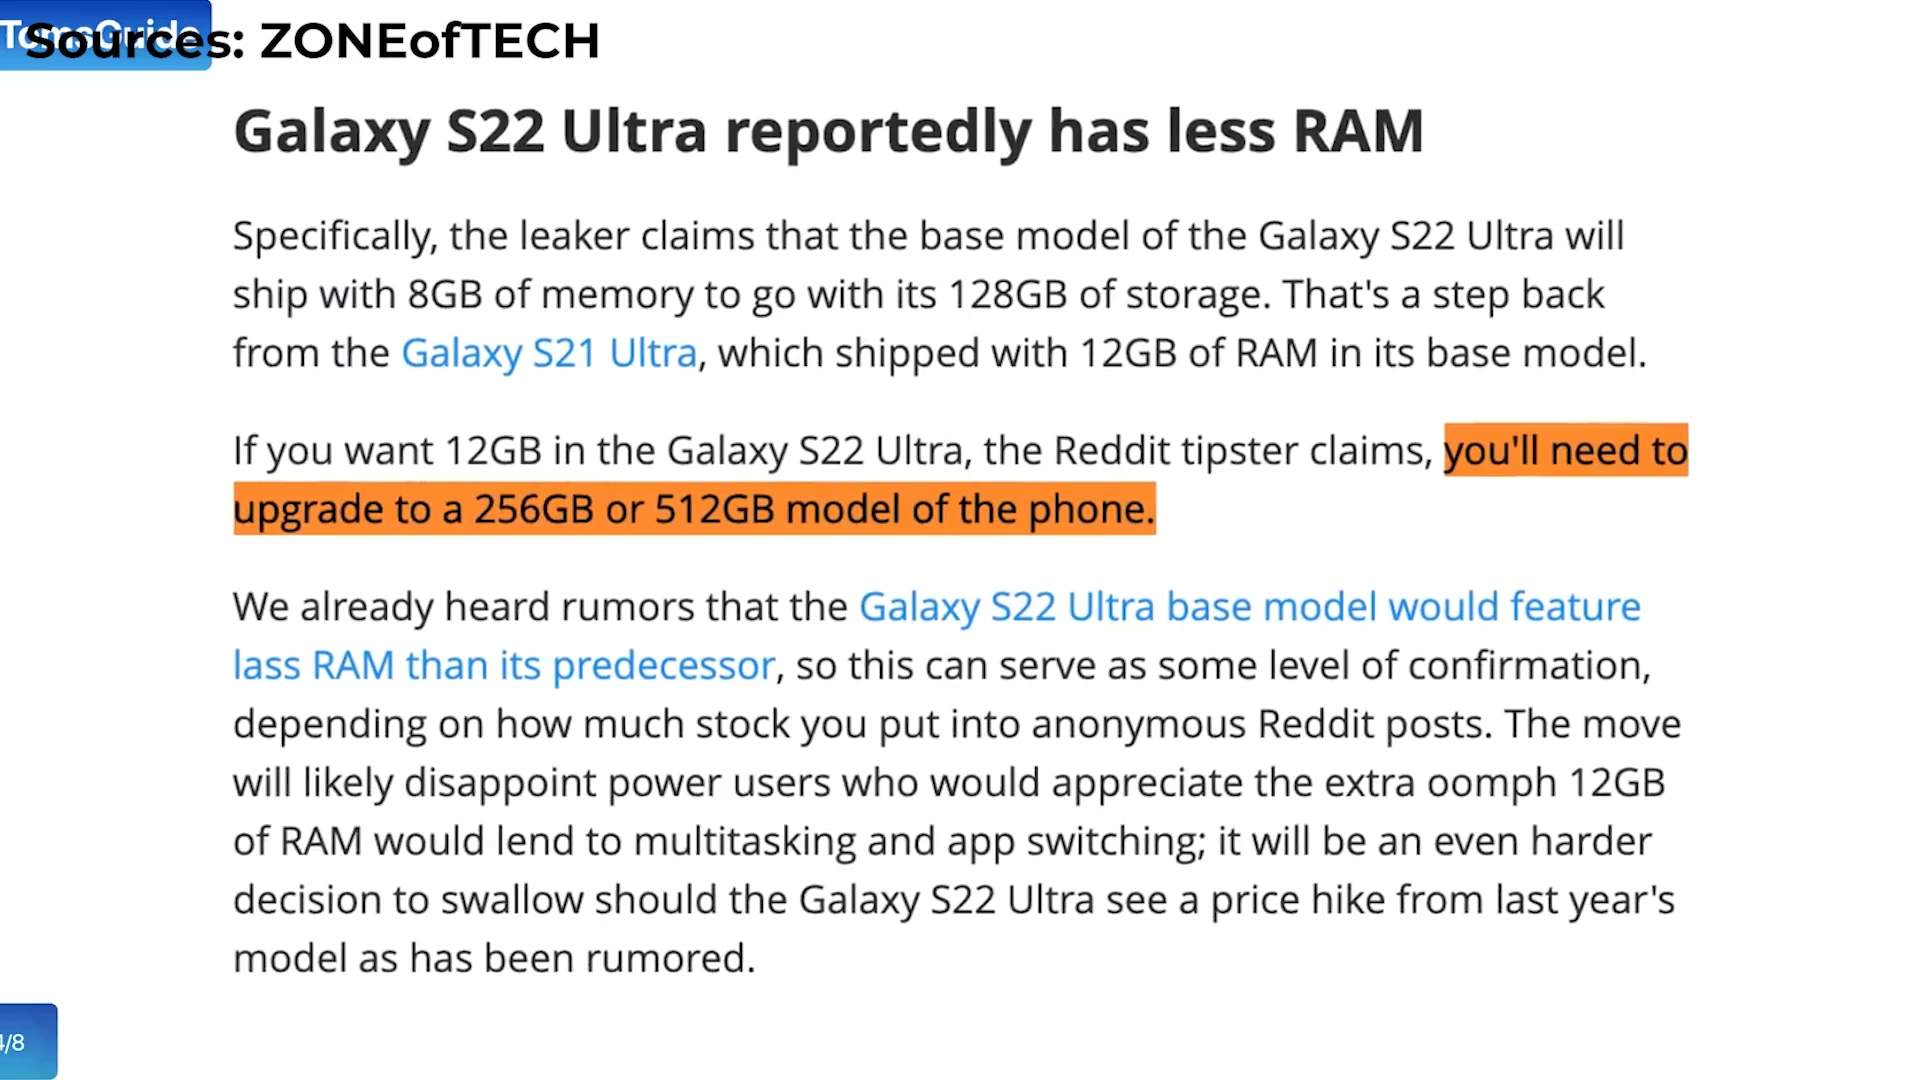 TomsGuide
Sources: ZONEofTECH
Galaxy S22 Ultra reportedly has less RAM
Specifically, the leaker claims that the base model of the Galaxy S22 Ultra will
ship with 8GB of memory to go with its 128GB of storage. That's a step back
from the Galaxy S21 Ultra, which shipped with 12GB of RAM in its base model.
If you want 12GB in the Galaxy S22 Ultra, the Reddit tipster claims, you'll need to
upgrade to a 256GB or 512GB model of the phone.
We already heard rumors that the Galaxy S22 Ultra base model would feature
lass RAM than its predecessor, so this can serve as some level of confirmation,
depending on how much stock you put into anonymous Reddit posts. The move
will likely disappoint power users who would appreciate the extra oomph 12GB
of RAM would lend to multitasking and app switching; it will be an even harder
decision to swallow should the Galaxy S22 Ultra see a price hike from last year's
model as has been rumored.
4/8